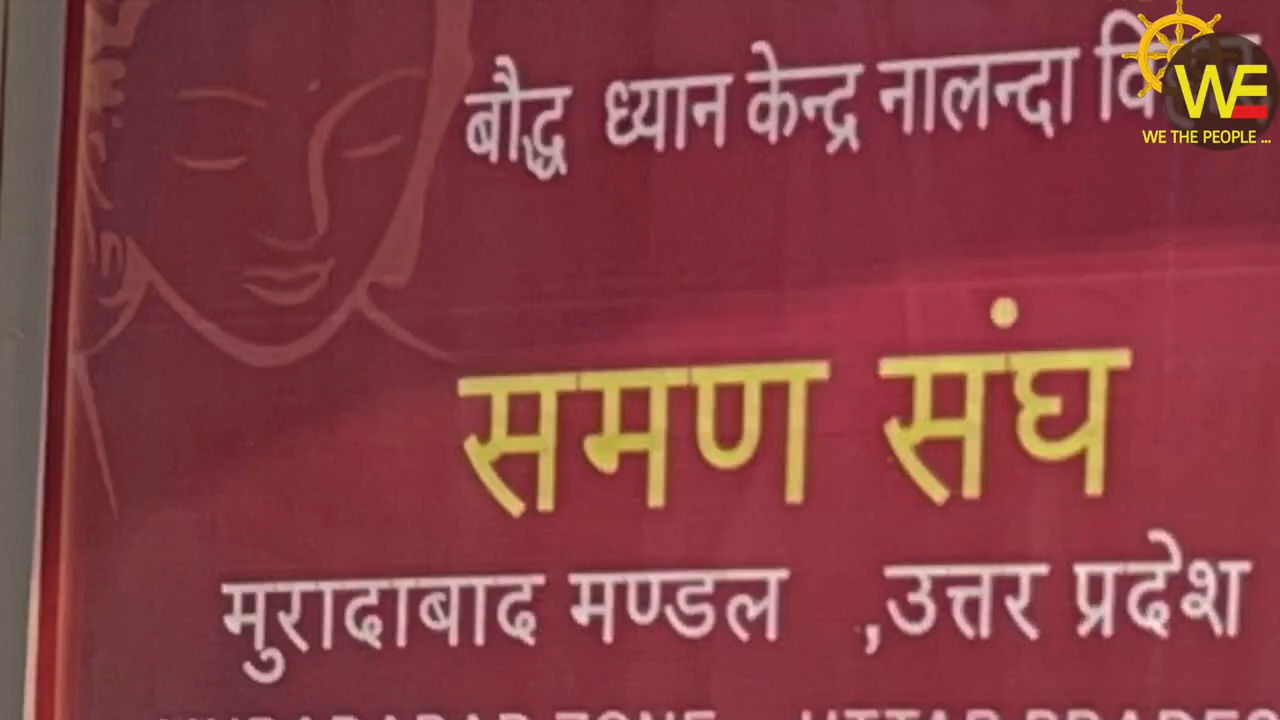 बौद्ध ध्यान केन्द्र नालन्दा
WE
WE THE PEOPLE ...
समण संघ
मुरादाबाद मण्डल ,उत्तर प्रदेश